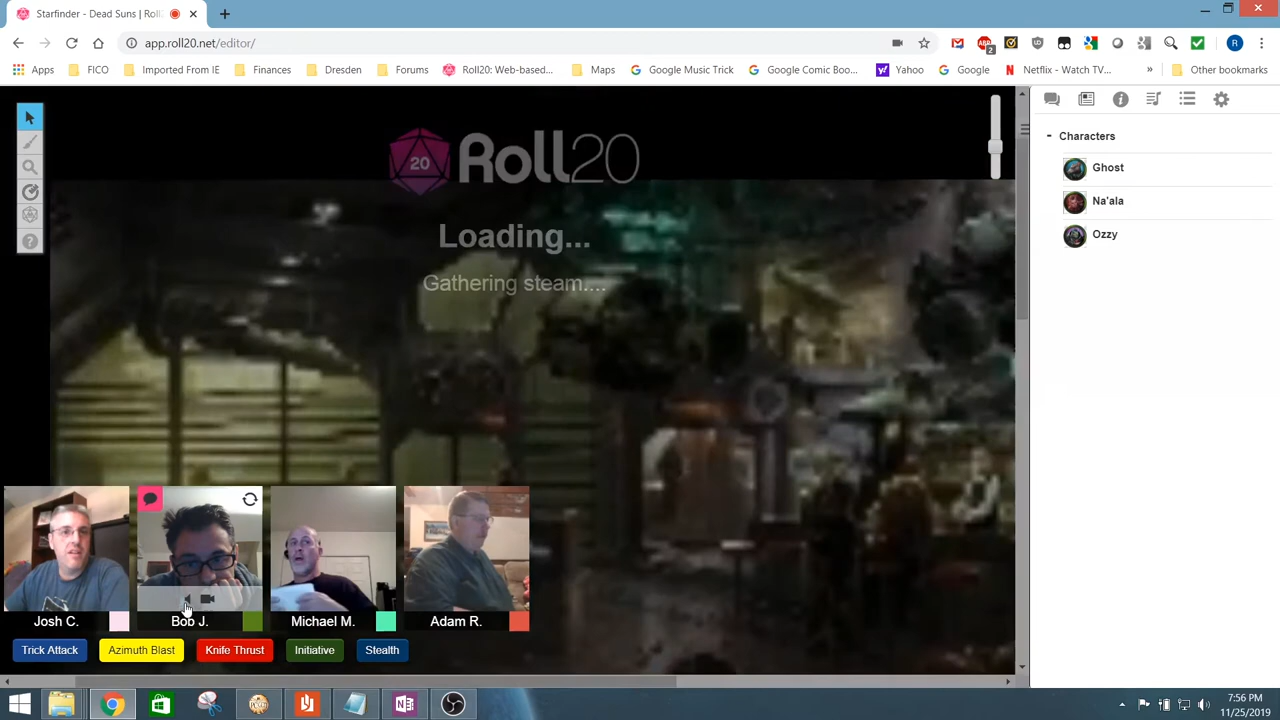 Starfinder - Dead Suns | Roll2
app.roll20.net/editor/
2
R
Apps FICO Imported From IE Finances Dresden Forums Roll20: Web-based... Maps Google Music Trick Google Comic Boo... Yahoo Google Netflix - Watch TV... » Other bookmarks
20 Roll20
Loading...
Gathering steam....
- Characters
Ghost
Na'ala
Ozzy
Josh C. Bob J. Michael M. Adam R.
Trick Attack Azimuth Blast Knife Thrust Initiative Stealth
7:56 PM
11/25/2019